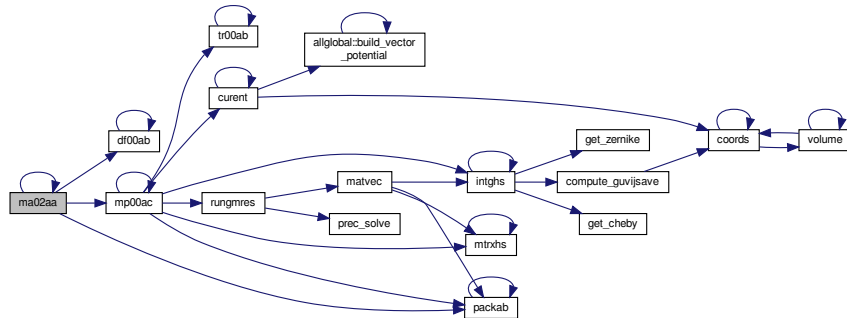 tr00ab
allglobal::build_vector
_potential
curent
df00ab
get_zernike
coords
volume
matvec
intghs
compute_guvijsave
ma02aa
mp00ac
rungmres
prec_solve
get_cheby
mtrxhs
packab